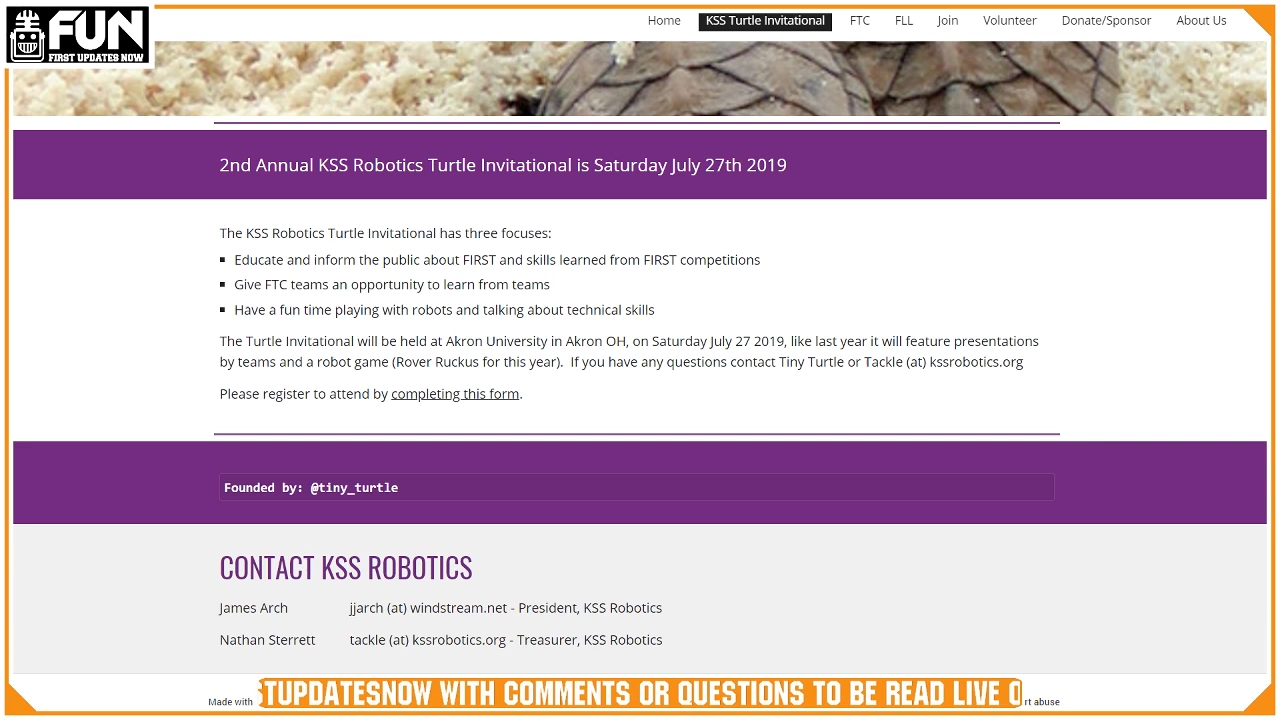 FUN
FIRST UPDATES NOW
Home KSS Turtle Invitational FTC FLL Join Volunteer Donate/Sponsor About Us
2nd Annual KSS Robotics Turtle Invitational is Saturday July 27th 2019
The KSS Robotics Turtle Invitational has three focuses:
▪ Educate and inform the public about FIRST and skills learned from FIRST competitions
▪ Give FTC teams an opportunity to learn from teams
▪ Have a fun time playing with robots and talking about technical skills
The Turtle Invitational will be held at Akron University in Akron OH, on Saturday July 27 2019, like last year it will feature presentations
by teams and a robot game (Rover Ruckus for this year).  If you have any questions contact Tiny Turtle or Tackle (at) kssrobotics.org
Please register to attend by completing this form.
Founded by: @tiny_turtle
CONTACT KSS ROBOTICS
James Arch jjarch (at) windstream.net - President, KSS Robotics
Nathan Sterrett tackle (at) kssrobotics.org - Treasurer, KSS Robotics
Made with STUPDATESNOW WITH COMMENTS OR QUESTIONS TO BE READ LIVE O rt abuse